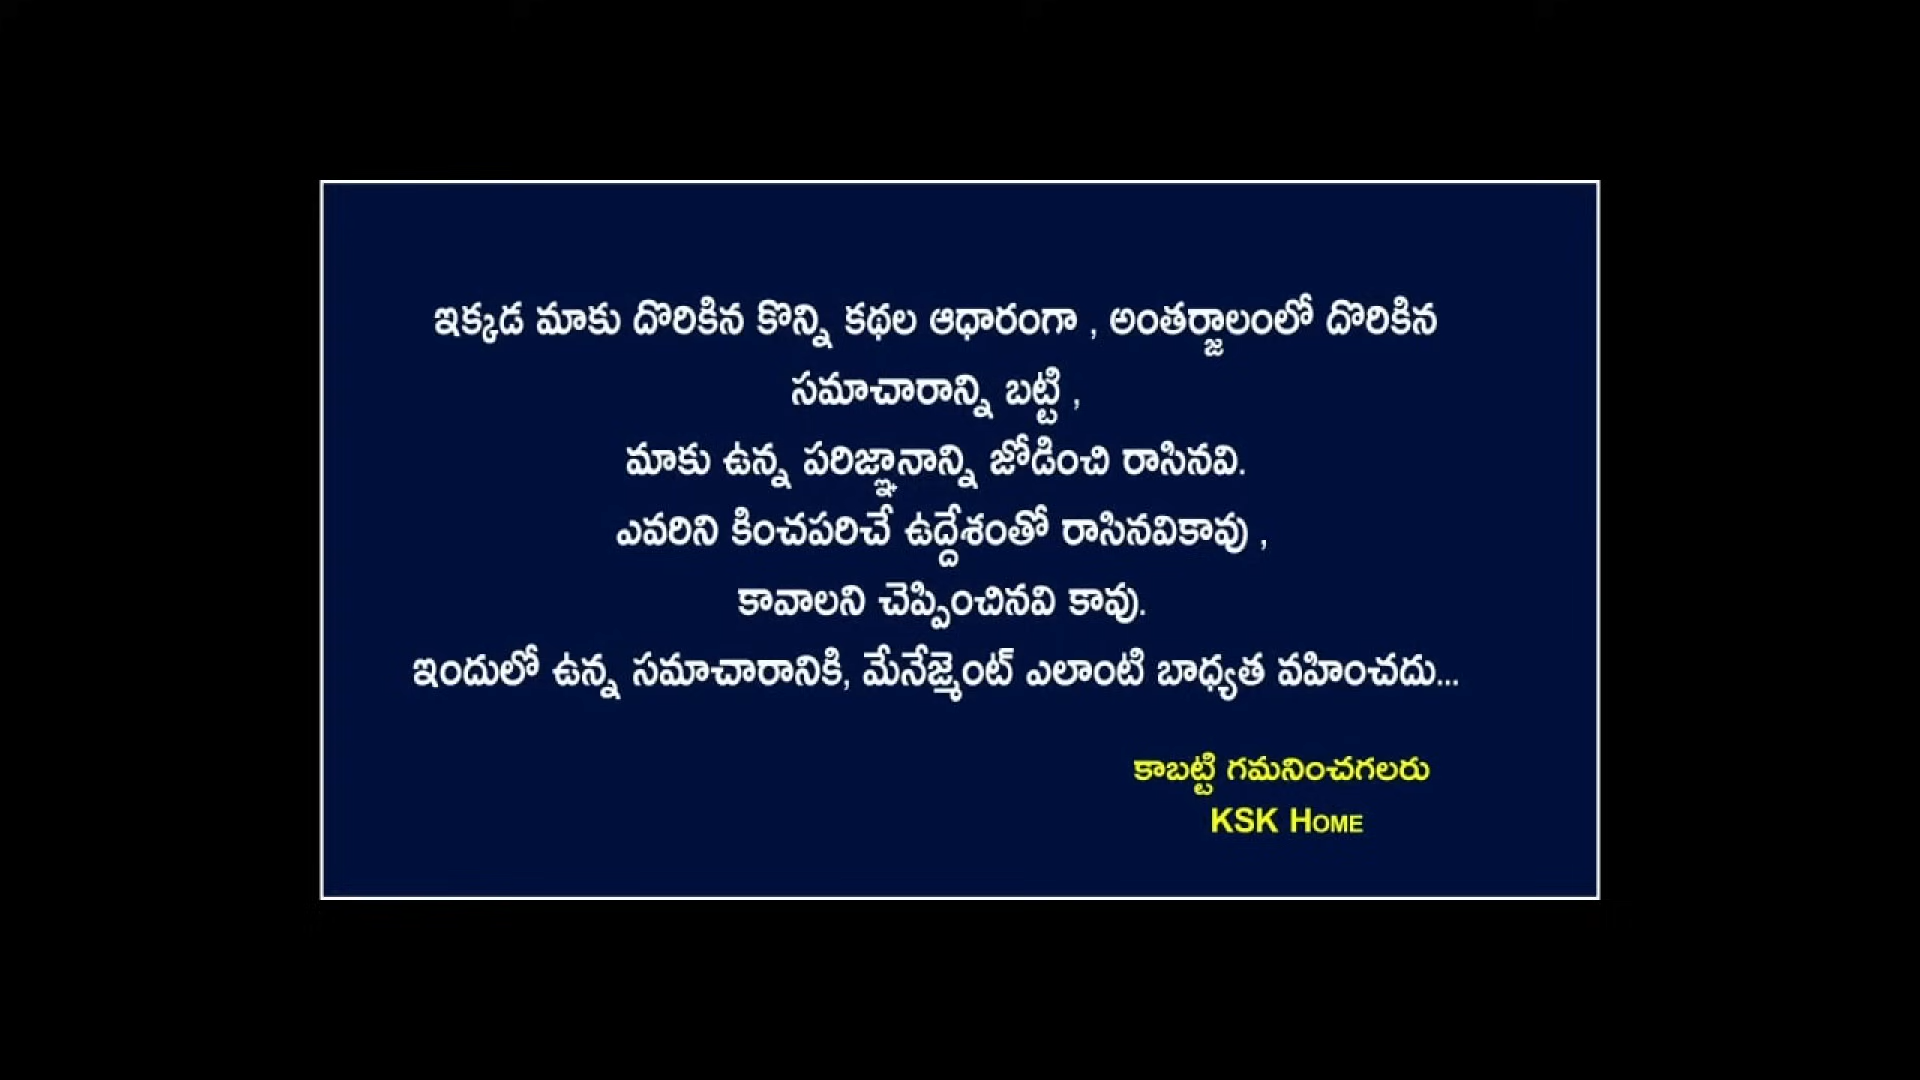 ఇక్కడ మాకు దొరికిన కొన్ని కథల ఆధారంగా , అంతర్జాలంలో దొరికిన
సమాచారాన్ని బట్టి ,
మాకు ఉన్న పరిజ్ఞానాన్ని జోడించి రాసినవి.
ఎవరిని కించపరిచే ఉద్దేశంతో రాసినవికావు ,
కావాలని చెప్పించినవి కావు.
ఇందులో ఉన్న సమాచారానికి, మేనేజ్మెంట్ ఎలాంటి బాధ్యత వహించదు...
కాబట్టి గమనించగలరు
KSK HOME